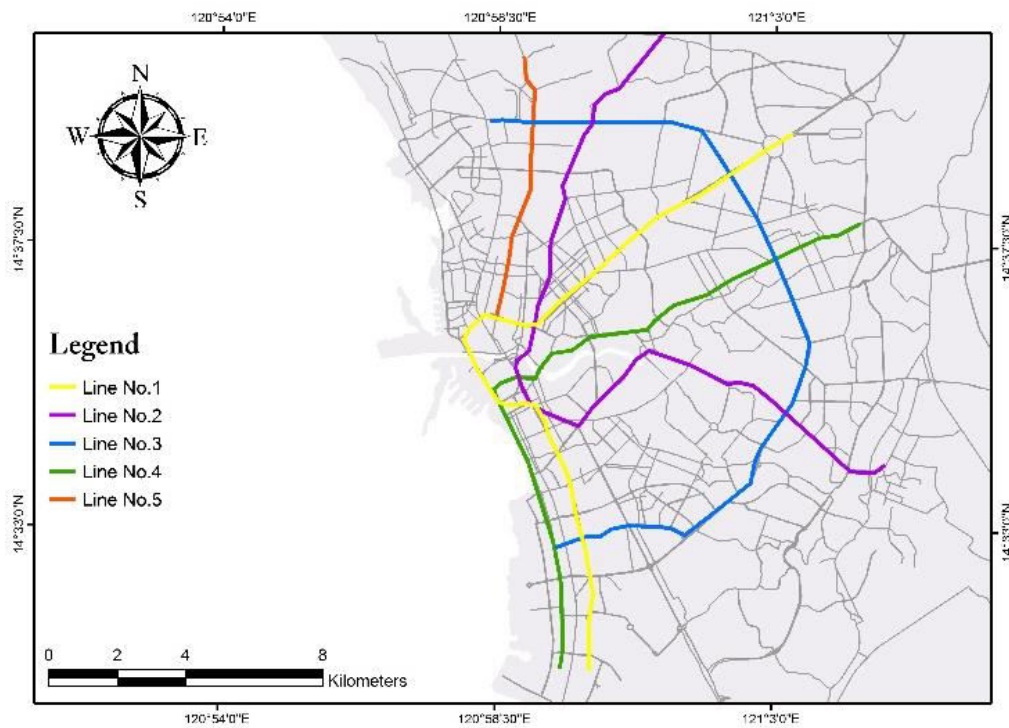 120°54'0"E 120°58'30"E 121°3'0"E
N
W E
S
14°37'30"N 14°37'30"N
Legend
Line No.1
Line No.2
Line No.3
Line No.4
Line No.5
14°33'0"N 14°33'0"N
0 2 4 8
Kilometers
120°54'0"E 120°58'30"E 121°3'0"E